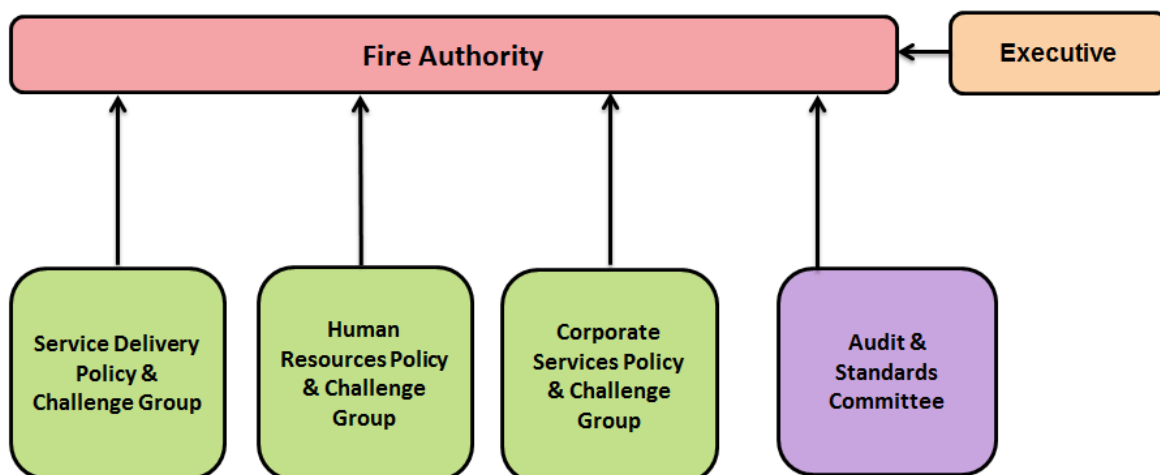 Fire Authority
Executive
Service Delivery
Policy &
Challenge Group
Human
Resources Policy
& Challenge
Group
Corporate
Services Policy
& Challenge
Group
Audit &
Standards
Committee